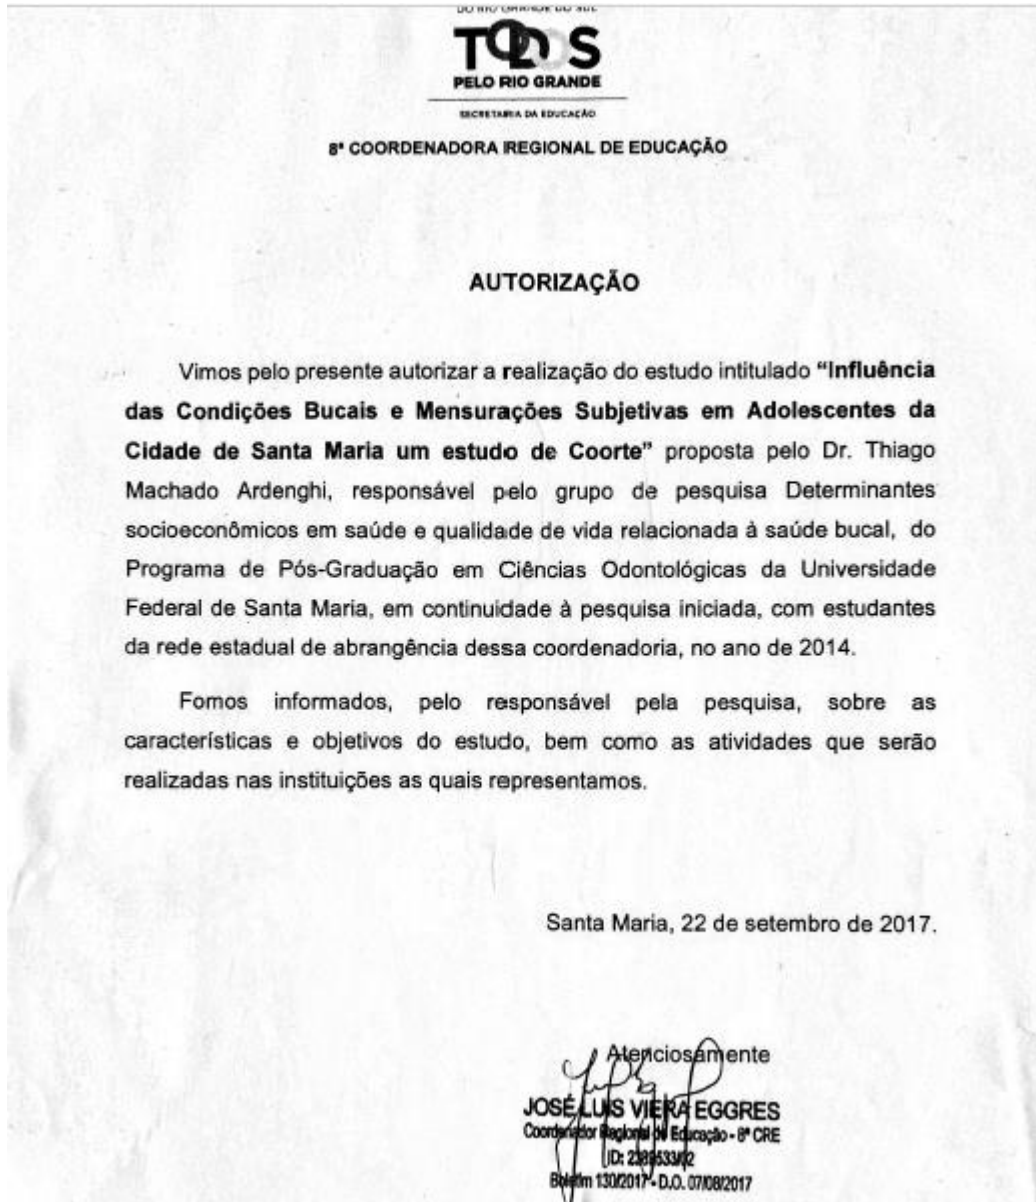 DO RIO GRANDE DO SUL
TODOS
PELO RIO GRANDE
SECRETARIA DA EDUCAÇÃO
8ª COORDENADORA REGIONAL DE EDUCAÇÃO
AUTORIZAÇÃO
Vimos pelo presente autorizar a realização do estudo intitulado “Influência
das Condições Bucais e Mensurações Subjetivas em Adolescentes da
Cidade de Santa Maria um estudo de Coorte” proposta pelo Dr. Thiago
Machado Ardenghi, responsável pelo grupo de pesquisa Determinantes
socioeconômicos em saúde e qualidade de vida relacionada à saúde bucal, do
Programa de Pós-Graduação em Ciências Odontológicas da Universidade
Federal de Santa Maria, em continuidade à pesquisa iniciada, com estudantes
da rede estadual de abrangência dessa coordenadoria, no ano de 2014.
Fomos informados, pelo responsável pela pesquisa, sobre as
características e objetivos do estudo, bem como as atividades que serão
realizadas nas instituições as quais representamos.
Santa Maria, 22 de setembro de 2017.
Atenciosamente
JOSÉ LUIS VIERA EGGRES
Coordenador Regional de Educação - 8ª CRE
ID:
Boletim 130/2017 - D.O. 07/08/2017